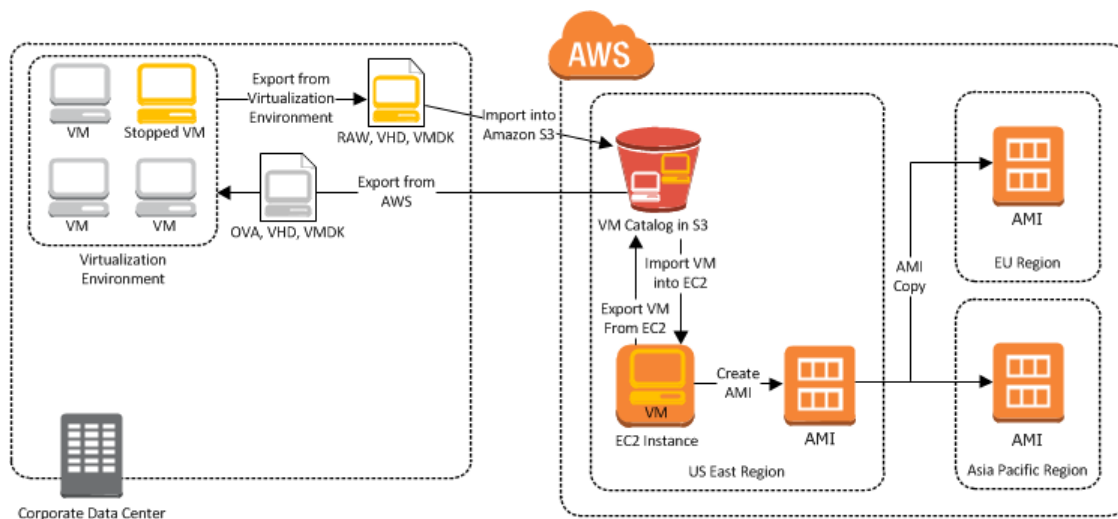 AWS
VM
Stopped VM
VM
VM
Virtualization
Environment
Export from
Virtualization
Environment
RAW, VHD, VMDK
Import into
Amazon S3
Export from
AWS
OVA, VHD, VMDK
Corporate Data Center
VM Catalog in S3
Import VM
into EC2
Export VM
From EC2
VM
EC2 Instance
Create
AMI
AMI
US East Region
AMI
Copy
AMI
EU Region
AMI
Asia Pacific Region